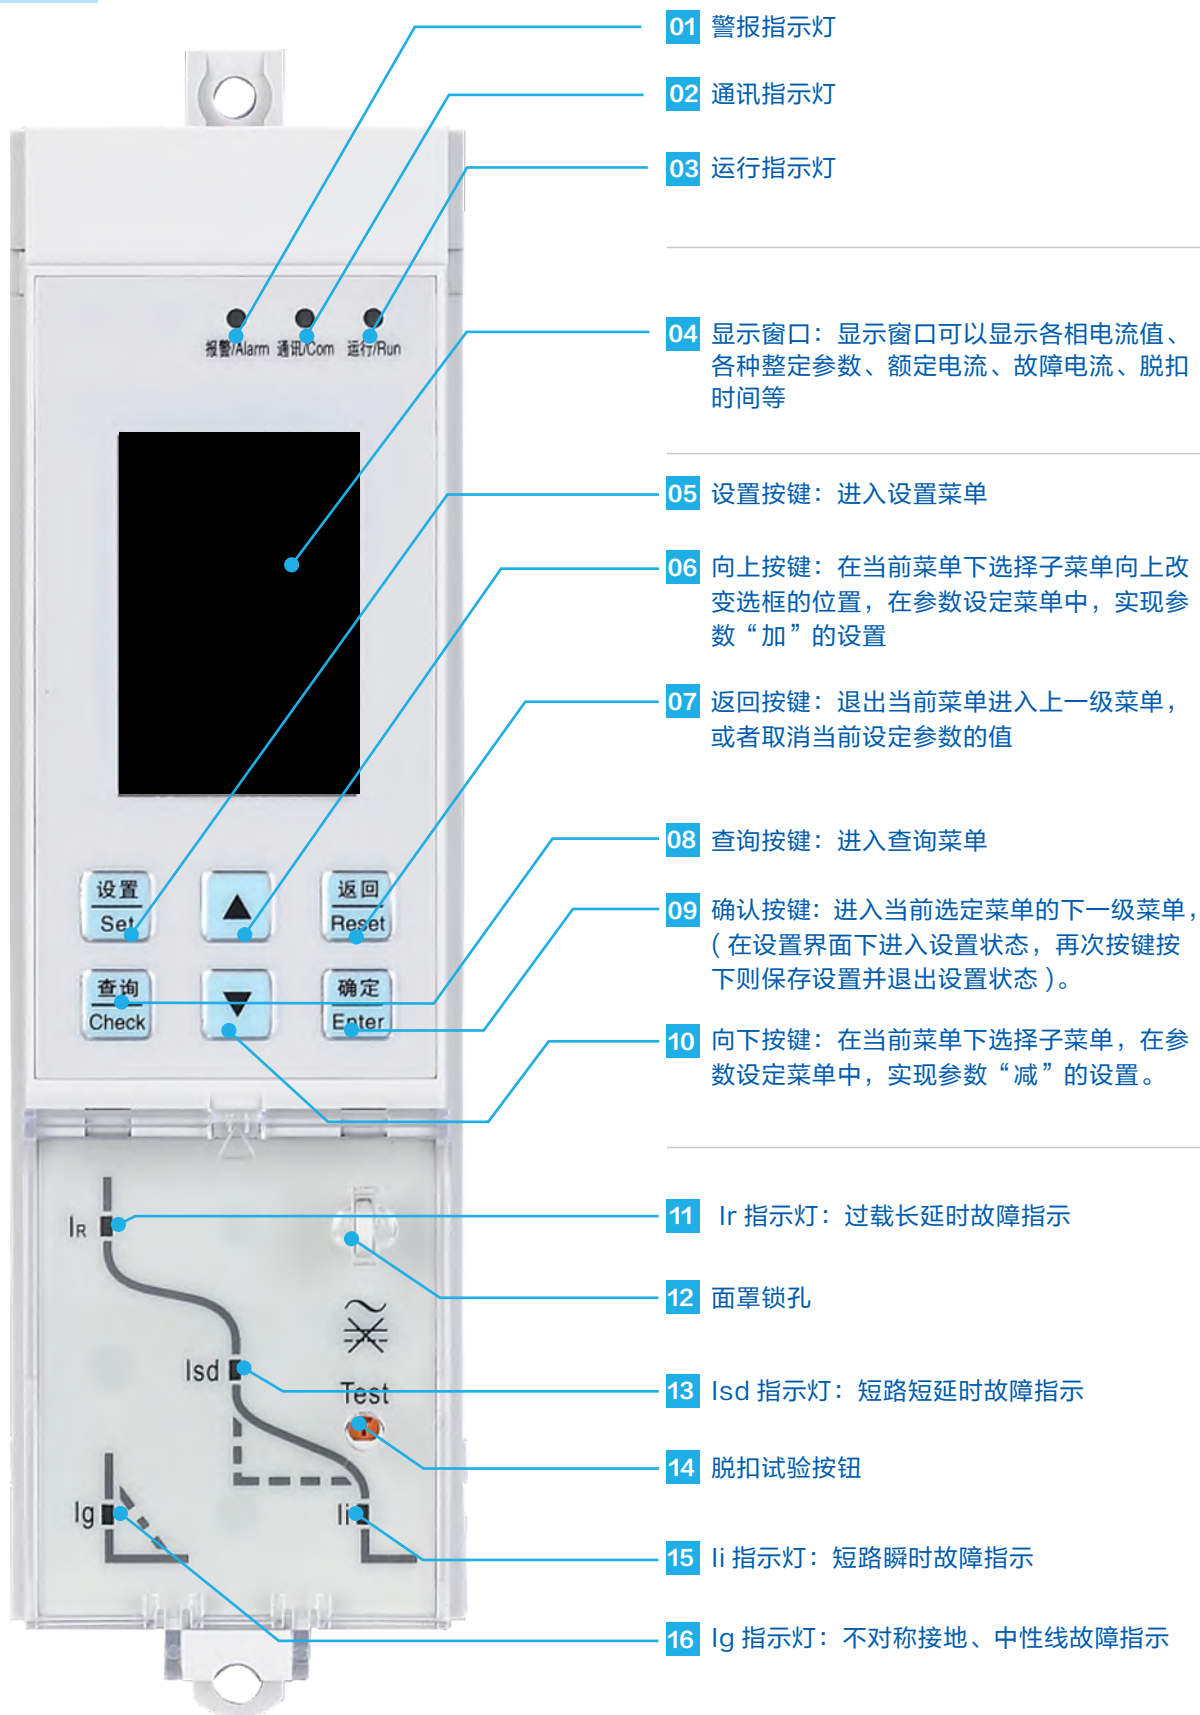 01 警报指示灯
02 通讯指示灯
03 运行指示灯
报警/Alarm 通讯/Com 运行/Run
04 显示窗口：显示窗口可以显示各相电流值、
各种整定参数、额定电流、故障电流、脱扣
时间等
05 设置按键：进入设置菜单
06 向上按键：在当前菜单下选择子菜单向上改
变选框的位置，在参数设定菜单中，实现参
数“加”的设置
07 返回按键：退出当前菜单进入上一级菜单，
或者取消当前设定参数的值
08 查询按键：进入查询菜单
设置 返回
Set Reset
09 确认按键：进入当前选定菜单的下一级菜单，
（在设置界面下进入设置状态，再次按键按
下则保存设置并退出设置状态）。
查询 确定
Check Enter
10 向下按键：在当前菜单下选择子菜单，在参
数设定菜单中，实现参数“减”的设置。
IR
11 Ir 指示灯：过载长延时故障指示
12 面罩锁孔
Isd
13 Isd 指示灯：短路短延时故障指示
Test
14 脱扣试验按钮
Ig Ii
15 Ii 指示灯：短路瞬时故障指示
16 Ig 指示灯：不对称接地、中性线故障指示